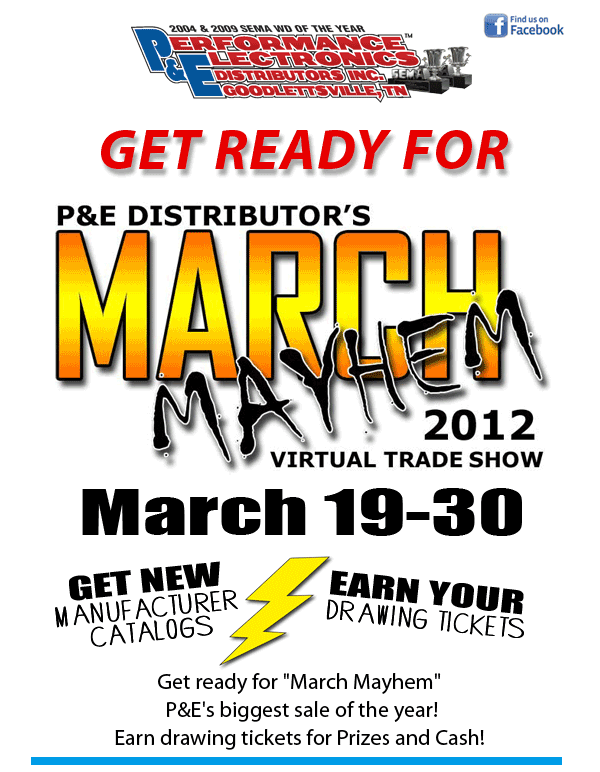 2004 & 2009 SEMA WD OF THE YEAR
PERFORMANCE™
P&ELECTRONICS
DISTRIBUTORS INC.
GOODLETTSVILLE, TN
SEMA
Find us on
Facebook
GET READY FOR
P&E DISTRIBUTOR'S
MARCH
MAYHEM
2012
VIRTUAL TRADE SHOW
March 19-30
GET NEW
MANUFACTURER
CATALOGS
EARN YOUR
DRAWING TICKETS
Get ready for "March Mayhem"
P&E's biggest sale of the year!
Earn drawing tickets for Prizes and Cash!